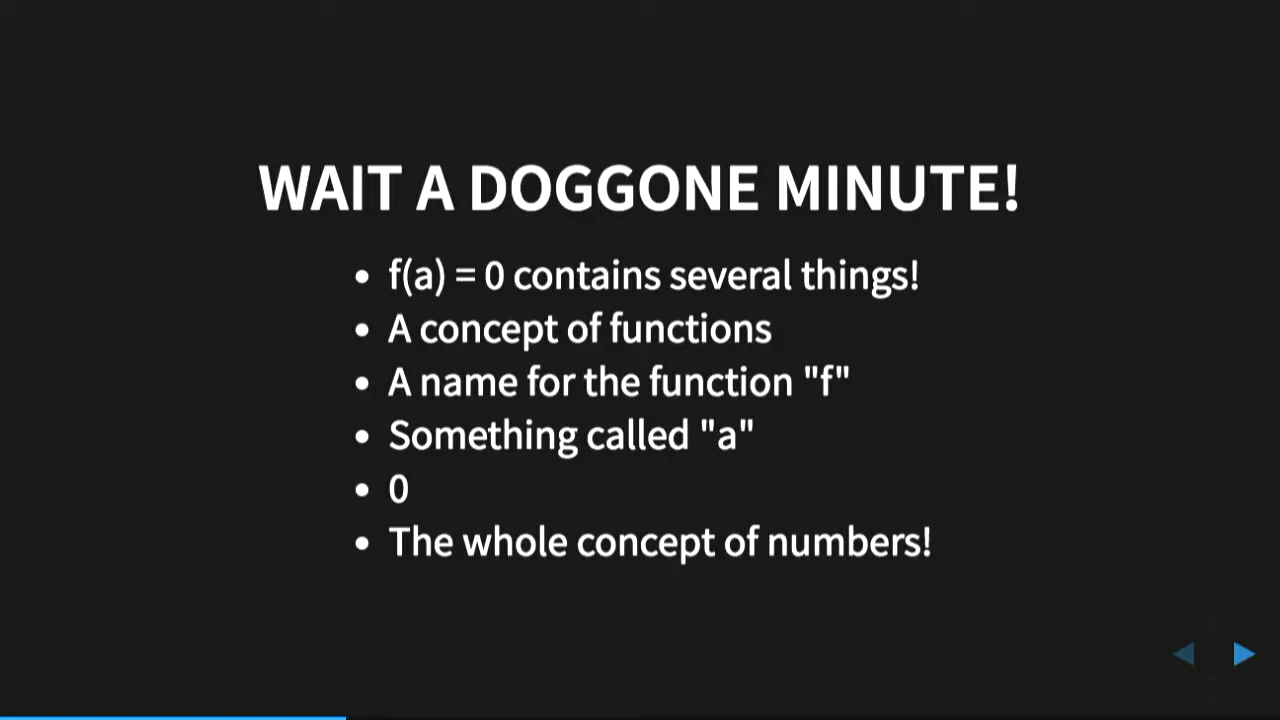 WAIT A DOGGONE MINUTE!
• f(a) = 0 contains several things!
• A concept of functions
• A name for the function "f"
• Something called "a"
• 0
• The whole concept of numbers!